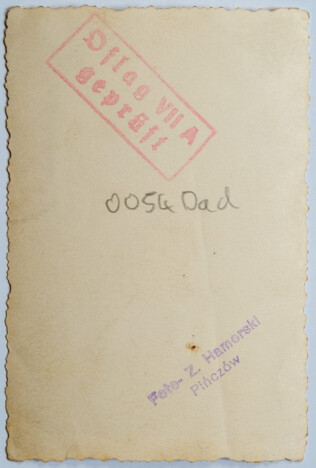 Oflag VII A
geprüft
0054 Dad
Foto- Z. Hamorski
Pińczów